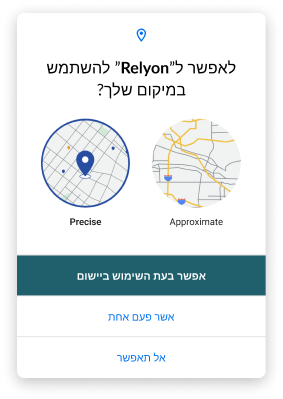 לאפשר ל”Relyon” להשתמש
במיקום שלך?
Precise
Approximate
אפשר בעת השימוש ביישום
אשר פעם אחת
אל תאפשר